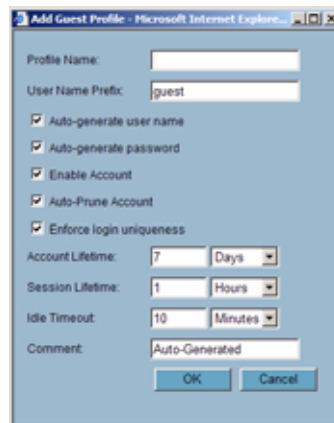 Add Guest Profile - Microsoft Internet Explore...
Profile Name:
User Name Prefix: guest
Auto-generate user name
Auto-generate password
Enable Account
Auto-Prune Account
Enforce login uniqueness
Account Lifetime: 7 Days
Session Lifetime: 1 Hours
Idle Timeout: 10 Minutes
Comment: Auto-Generated
OK Cancel